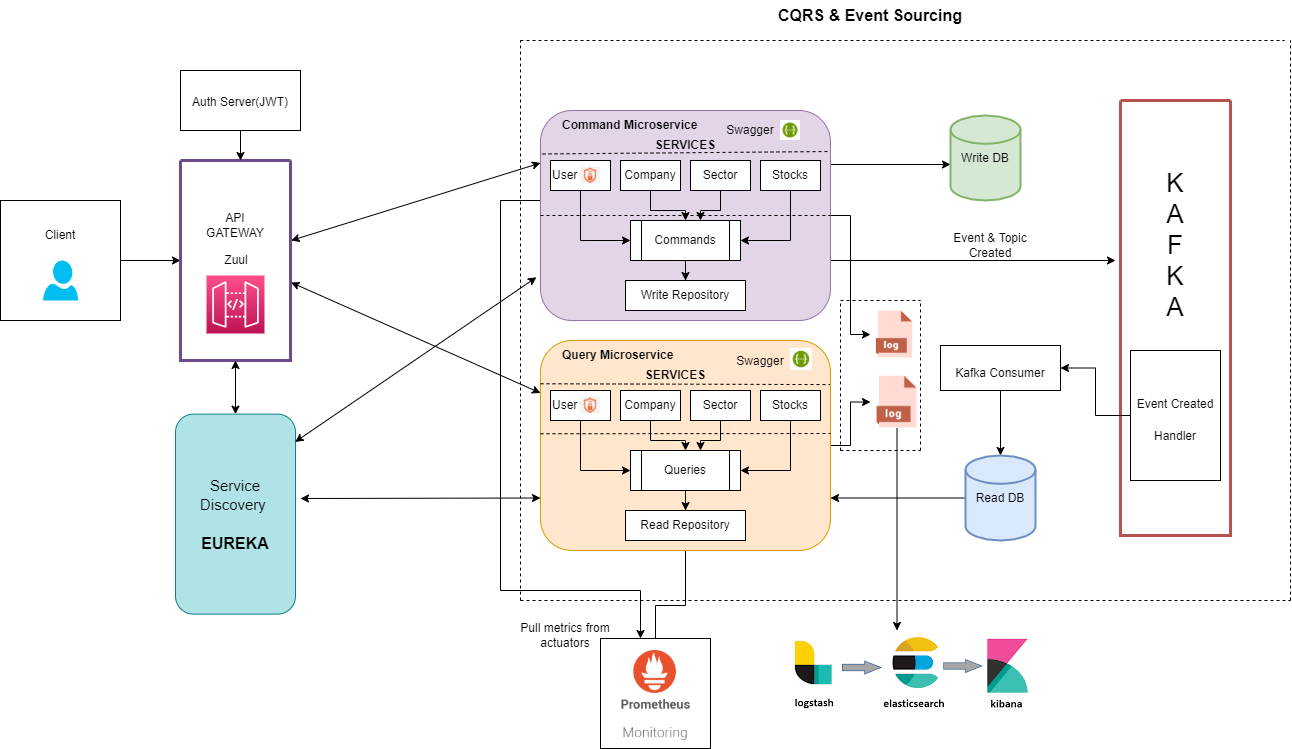 CQRS & Event Sourcing
Auth Server(JWT)
Client
API
GATEWAY
Zuul
Service
Discovery
EUREKA
Command Microservice
Swagger
SERVICES
User
Company
Sector
Stocks
Commands
Write Repository
Query Microservice
Swagger
SERVICES
User
Company
Sector
Stocks
Queries
Read Repository
Write DB
Event & Topic
Created
K
A
F
K
A
log
log
Kafka Consumer
Event Created
Handler
Read DB
Pull metrics from
actuators
Prometheus
Monitoring
logstash
elasticsearch
kibana